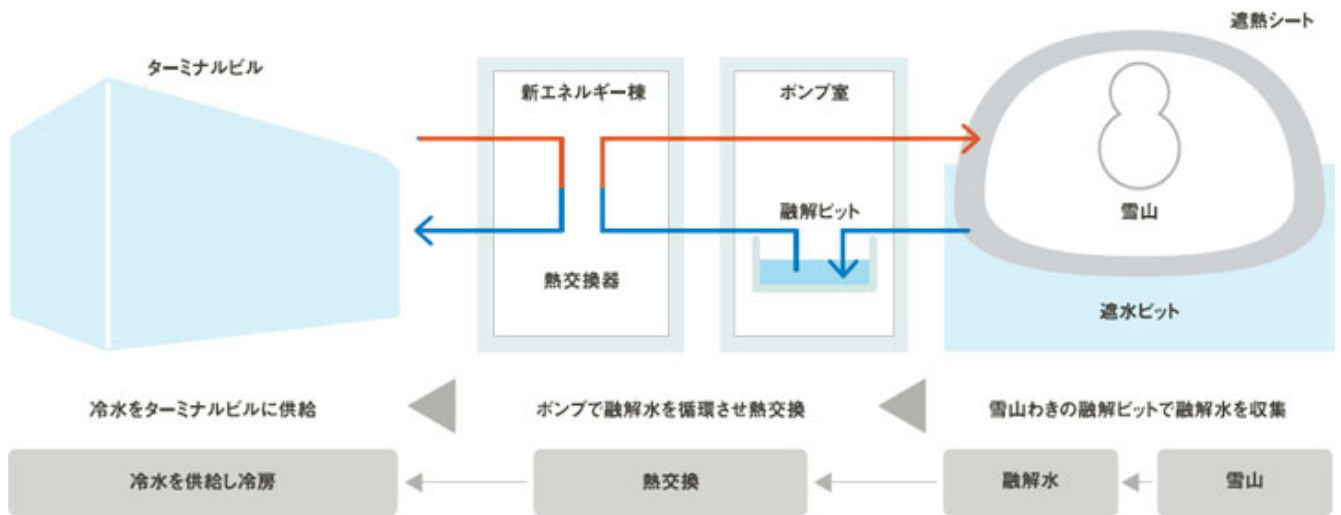 ターミナルビル
新エネルギー棟
熱交換器
ポンプ室
融解ピット
遮熱シート
雪山
遮水ピット
冷水をターミナルビルに供給
ポンプで融解水を循環させ熱交換
雪山わきの融解ピットで融解水を収集
冷水を供給し冷房
熱交換
融解水
雪山